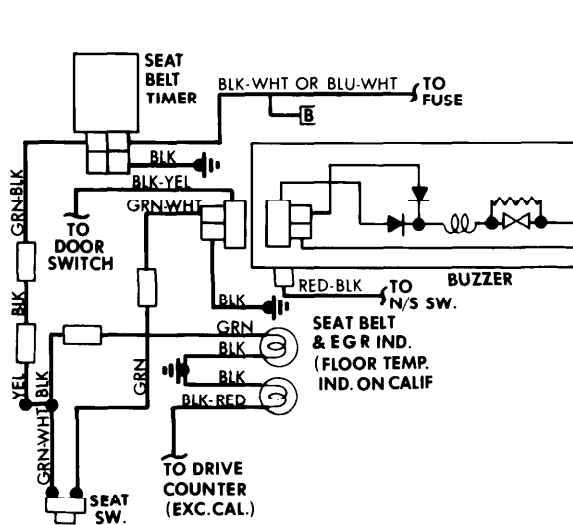 SEAT
BELT
TIMER
BLK-WHT OR BLU-WHT
TO
FUSE
B
BLK
BLK-YEL
GRN-BLK
GRN-WHT
TO
DOOR
SWITCH
BUZZER
RED-BLK
TO
N/S SW.
BLK
BLK
SEAT BELT
& EGR IND.
(FLOOR TEMP.
IND. ON CALIF
GRN
BLK
BLK
GRN
YEL
BLK
BLK-RED
GRN-WHT
TO DRIVE
COUNTER
(EXC.CAL.)
SEAT
SW.